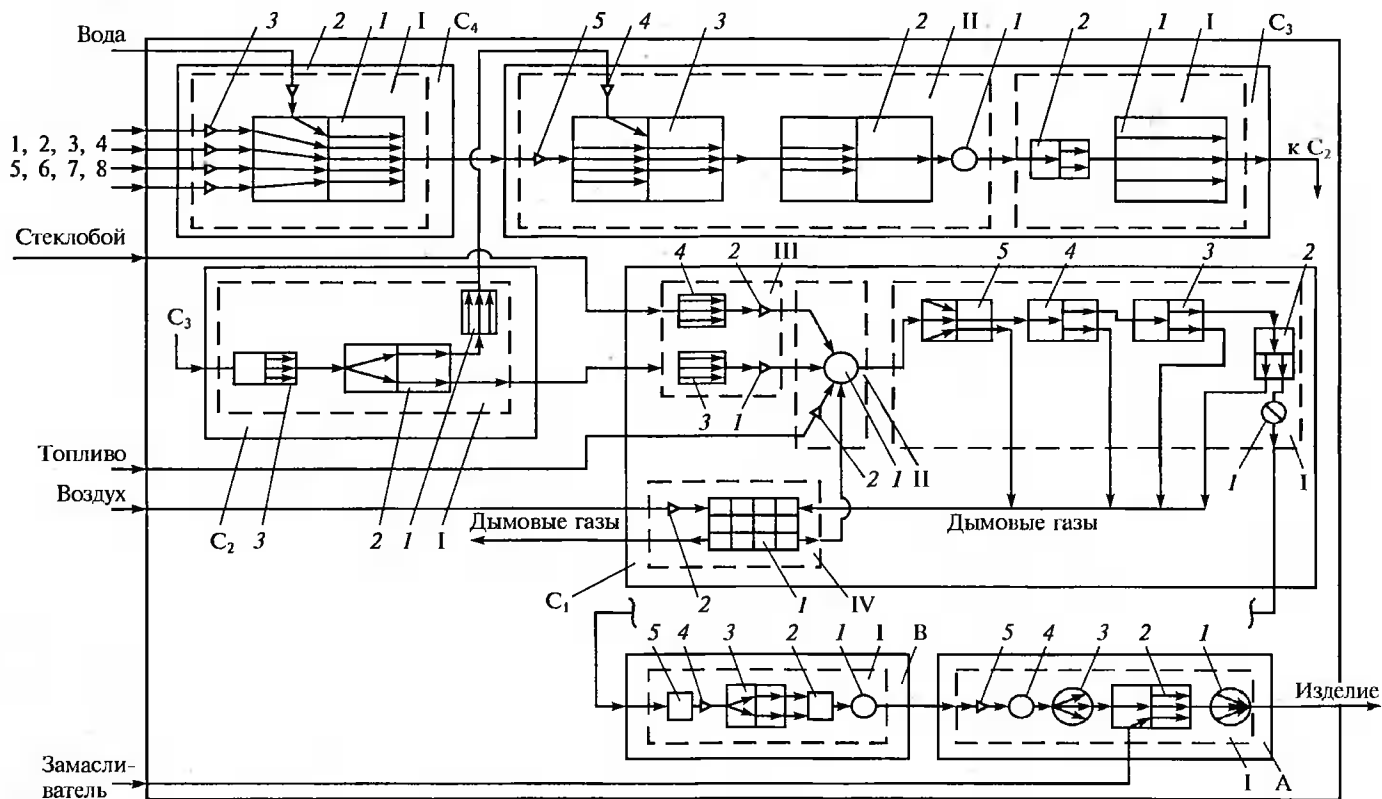 3 2 1 I C₄ 5 4 3 2 II 1 2 1 I C₃
Вода
1, 2, 3, 4
5, 6, 7, 8
к C₂
Стеклобой
4 2 III 5 4 3 2
C₃
1
3 1
Топливо
2 1 II I
Воздух
Дымовые газы
Дымовые газы
C₂ 3 2 1 I
C₁ 2 1 IV
5 4 3 2 1 I B 5 4 3 2 1
Изделие
Замасли-
ватель
I A